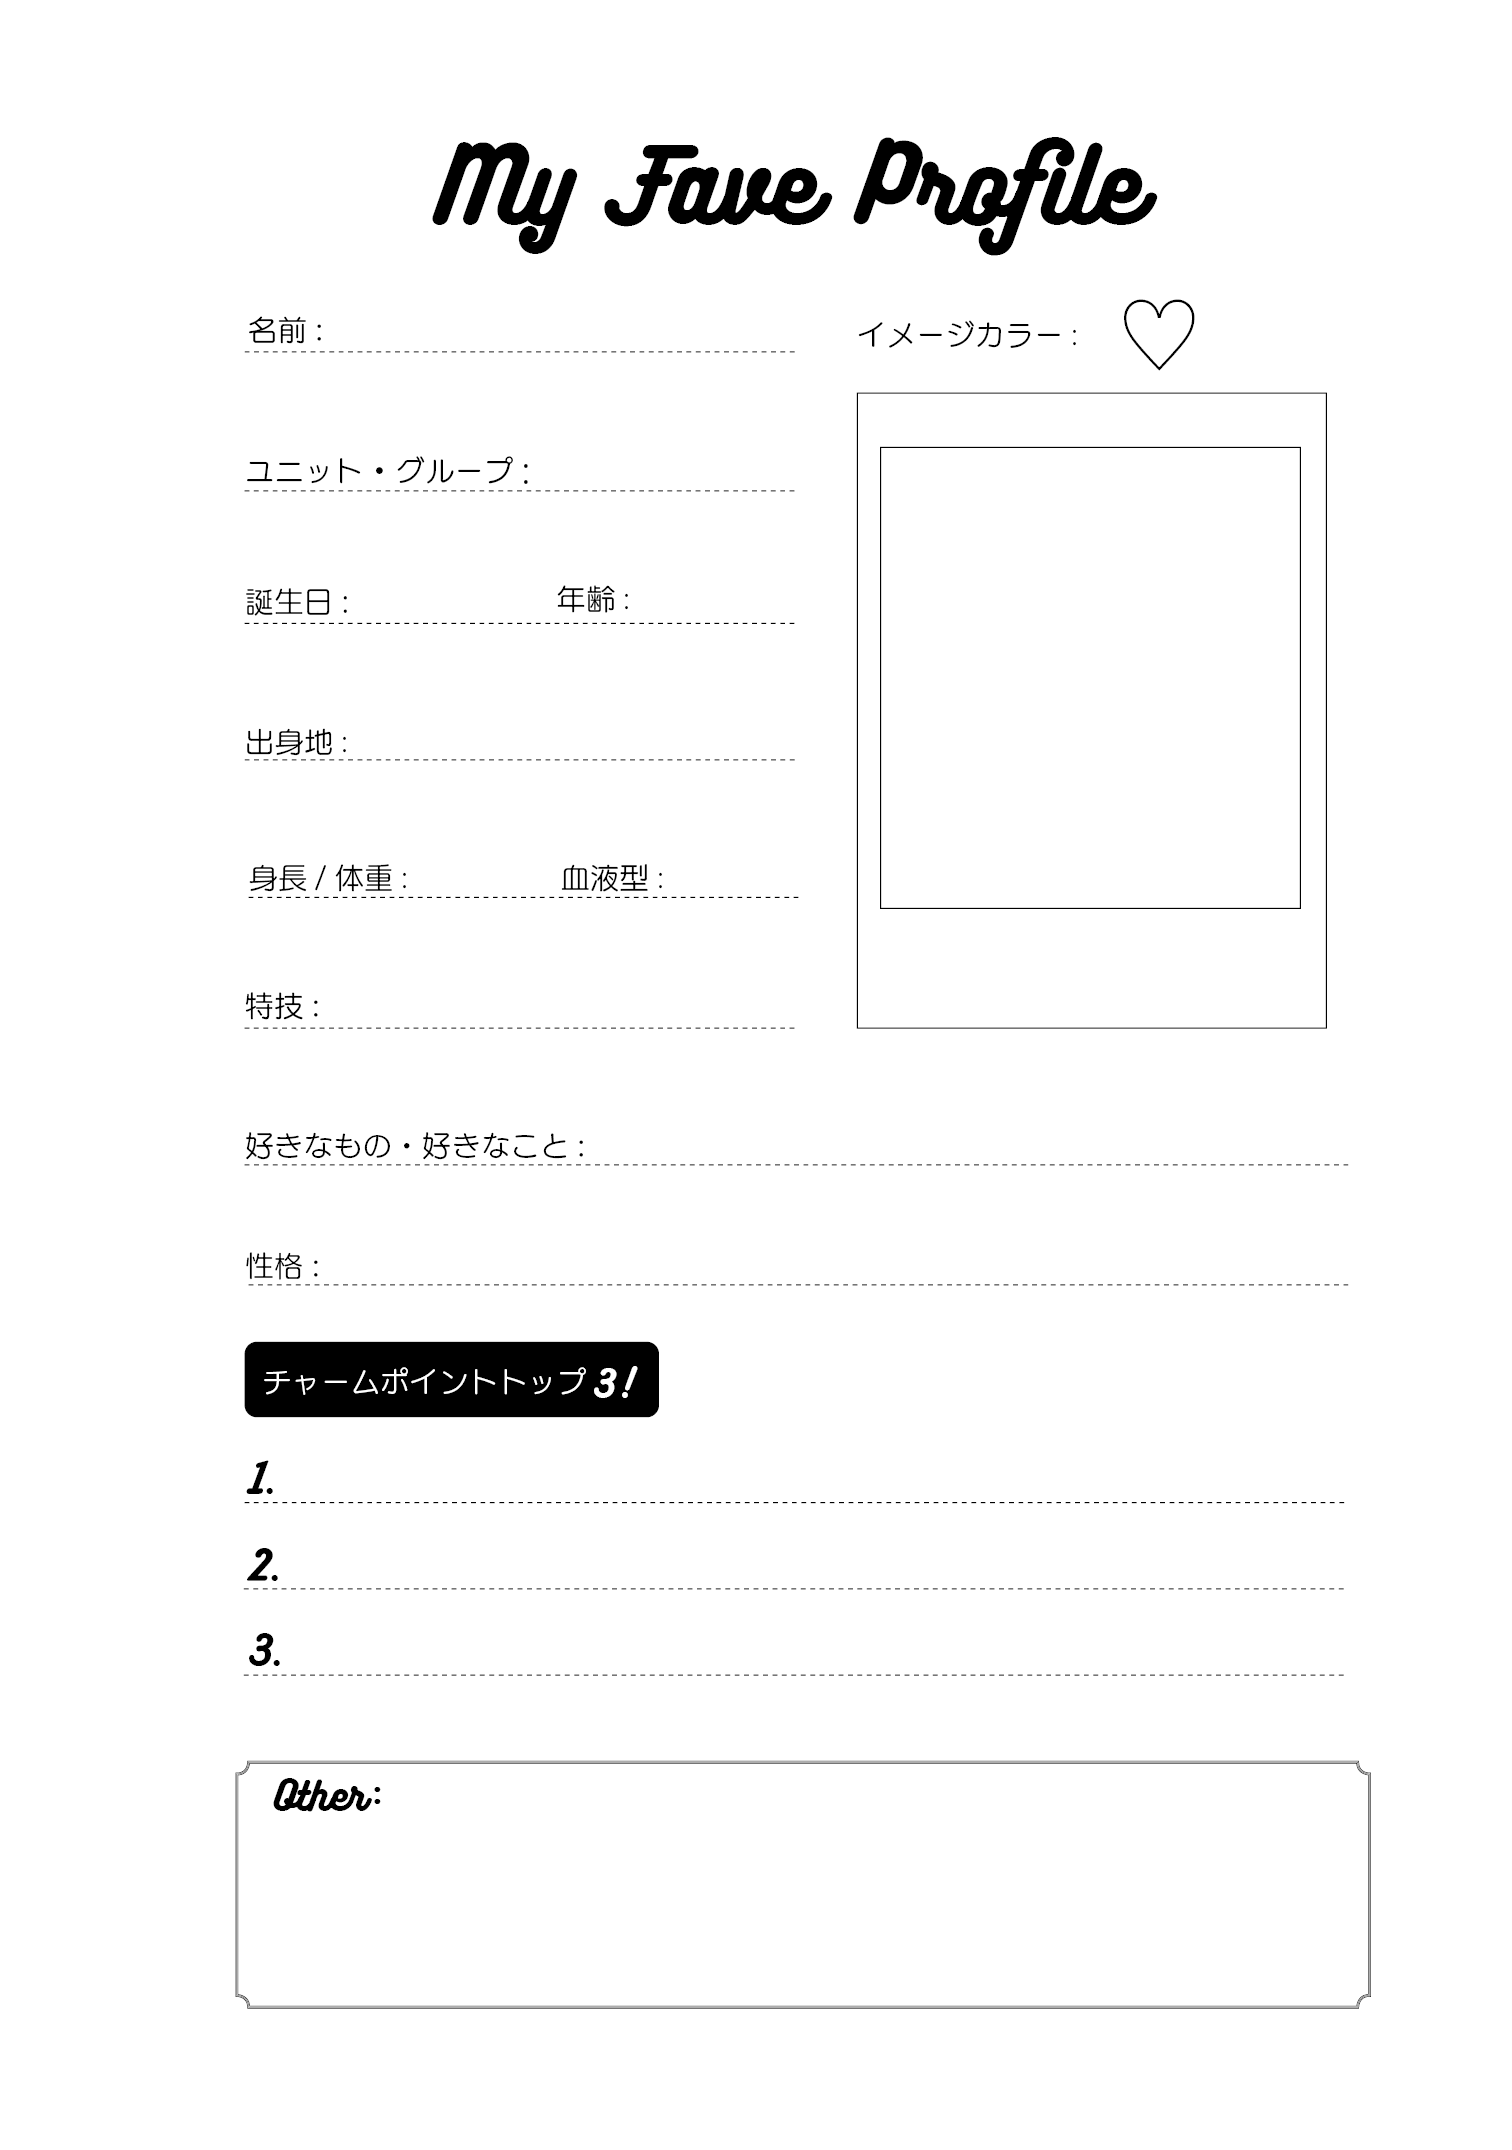 My Fave Profile
名前 :
イメージカラー :
ユニット・グループ :
誕生日 : 年齢 :
出身地 :
身長 / 体重 : 血液型 :
特技 :
好きなもの・好きなこと :
性格 :
チャームポイントトップ 3!
1.
2.
3.
Other: